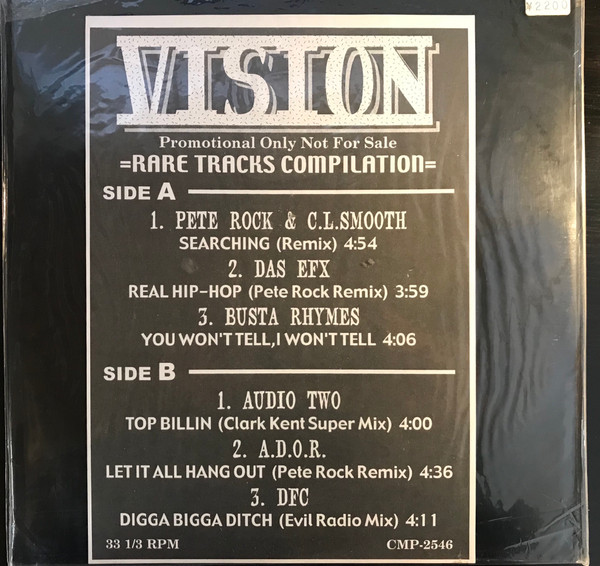 ¥2200
VISION
Promotional Only Not For Sale
=RARE TRACKS COMPILATION=
SIDE A
1. PETE ROCK & C.L.SMOOTH
SEARCHING (Remix) 4:54
2. DAS EFX
REAL HIP-HOP (Pete Rock Remix) 3:59
3. BUSTA RHYMES
YOU WON'T TELL,I WON'T TELL 4:06
SIDE B
1. AUDIO TWO
TOP BILLIN (Clark Kent Super Mix) 4:00
2. A.D.O.R.
LET IT ALL HANG OUT (Pete Rock Remix) 4:36
3. DFC
DIGGA BIGGA DITCH (Evil Radio Mix) 4:11
33 1/3 RPM CMP-2546